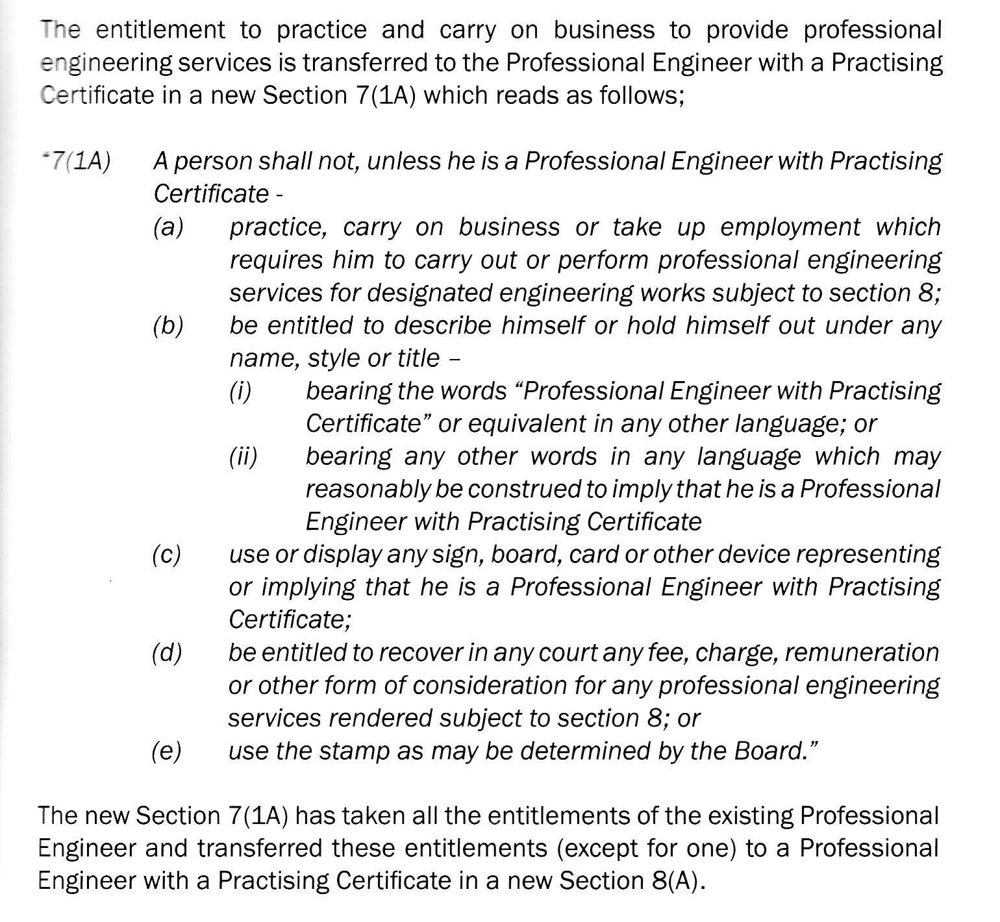 The entitlement to practice and carry on business to provide professional
engineering services is transferred to the Professional Engineer with a Practising
Certificate in a new Section 7(1A) which reads as follows;
“7(1A) A person shall not, unless he is a Professional Engineer with Practising
Certificate -
(a) practice, carry on business or take up employment which
requires him to carry out or perform professional engineering
services for designated engineering works subject to section 8;
(b) be entitled to describe himself or hold himself out under any
name, style or title –
(i) bearing the words “Professional Engineer with Practising
Certificate” or equivalent in any other language; or
(ii) bearing any other words in any language which may
reasonably be construed to imply that he is a Professional
Engineer with Practising Certificate
(c) use or display any sign, board, card or other device representing
or implying that he is a Professional Engineer with Practising
Certificate;
(d) be entitled to recover in any court any fee, charge, remuneration
or other form of consideration for any professional engineering
services rendered subject to section 8; or
(e) use the stamp as may be determined by the Board.”
The new Section 7(1A) has taken all the entitlements of the existing Professional
Engineer and transferred these entitlements (except for one) to a Professional
Engineer with a Practising Certificate in a new Section 8(A).